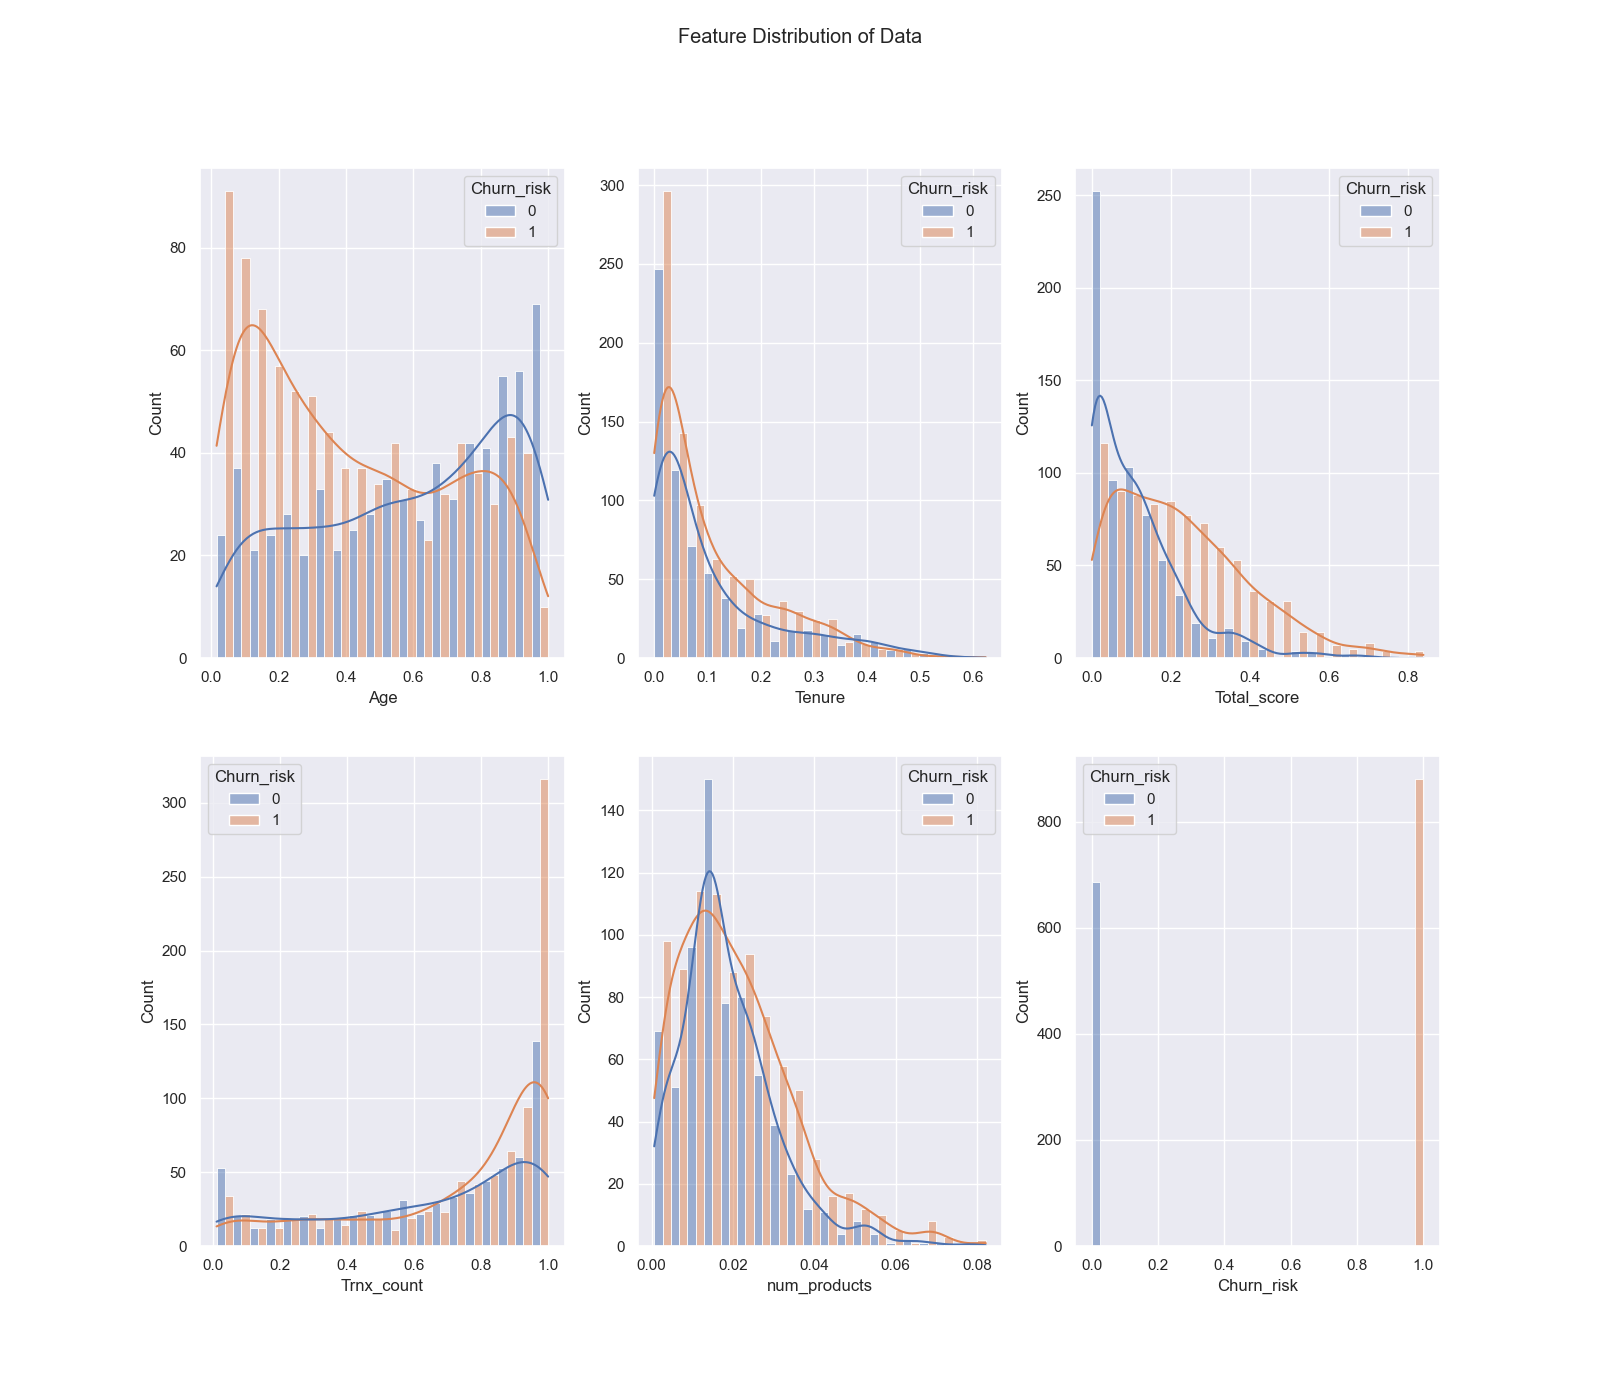 Feature Distribution of Data
Churn_risk
0
1
80
60
40
20
0
Count
0.0 0.2 0.4 0.6 0.8 1.0
Age
Churn_risk
0
1
300
250
200
150
100
50
0
Count
0.0 0.1 0.2 0.3 0.4 0.5 0.6
Tenure
Churn_risk
0
1
250
200
150
100
50
0
Count
0.0 0.2 0.4 0.6 0.8
Total_score
Churn_risk
0
1
300
250
200
150
100
50
0
Count
0.0 0.2 0.4 0.6 0.8 1.0
Trnx_count
Churn_risk
0
1
140
120
100
80
60
40
20
0
Count
0.00 0.02 0.04 0.06 0.08
num_products
Churn_risk
0
1
800
600
400
200
0
Count
0.0 0.2 0.4 0.6 0.8 1.0
Churn_risk